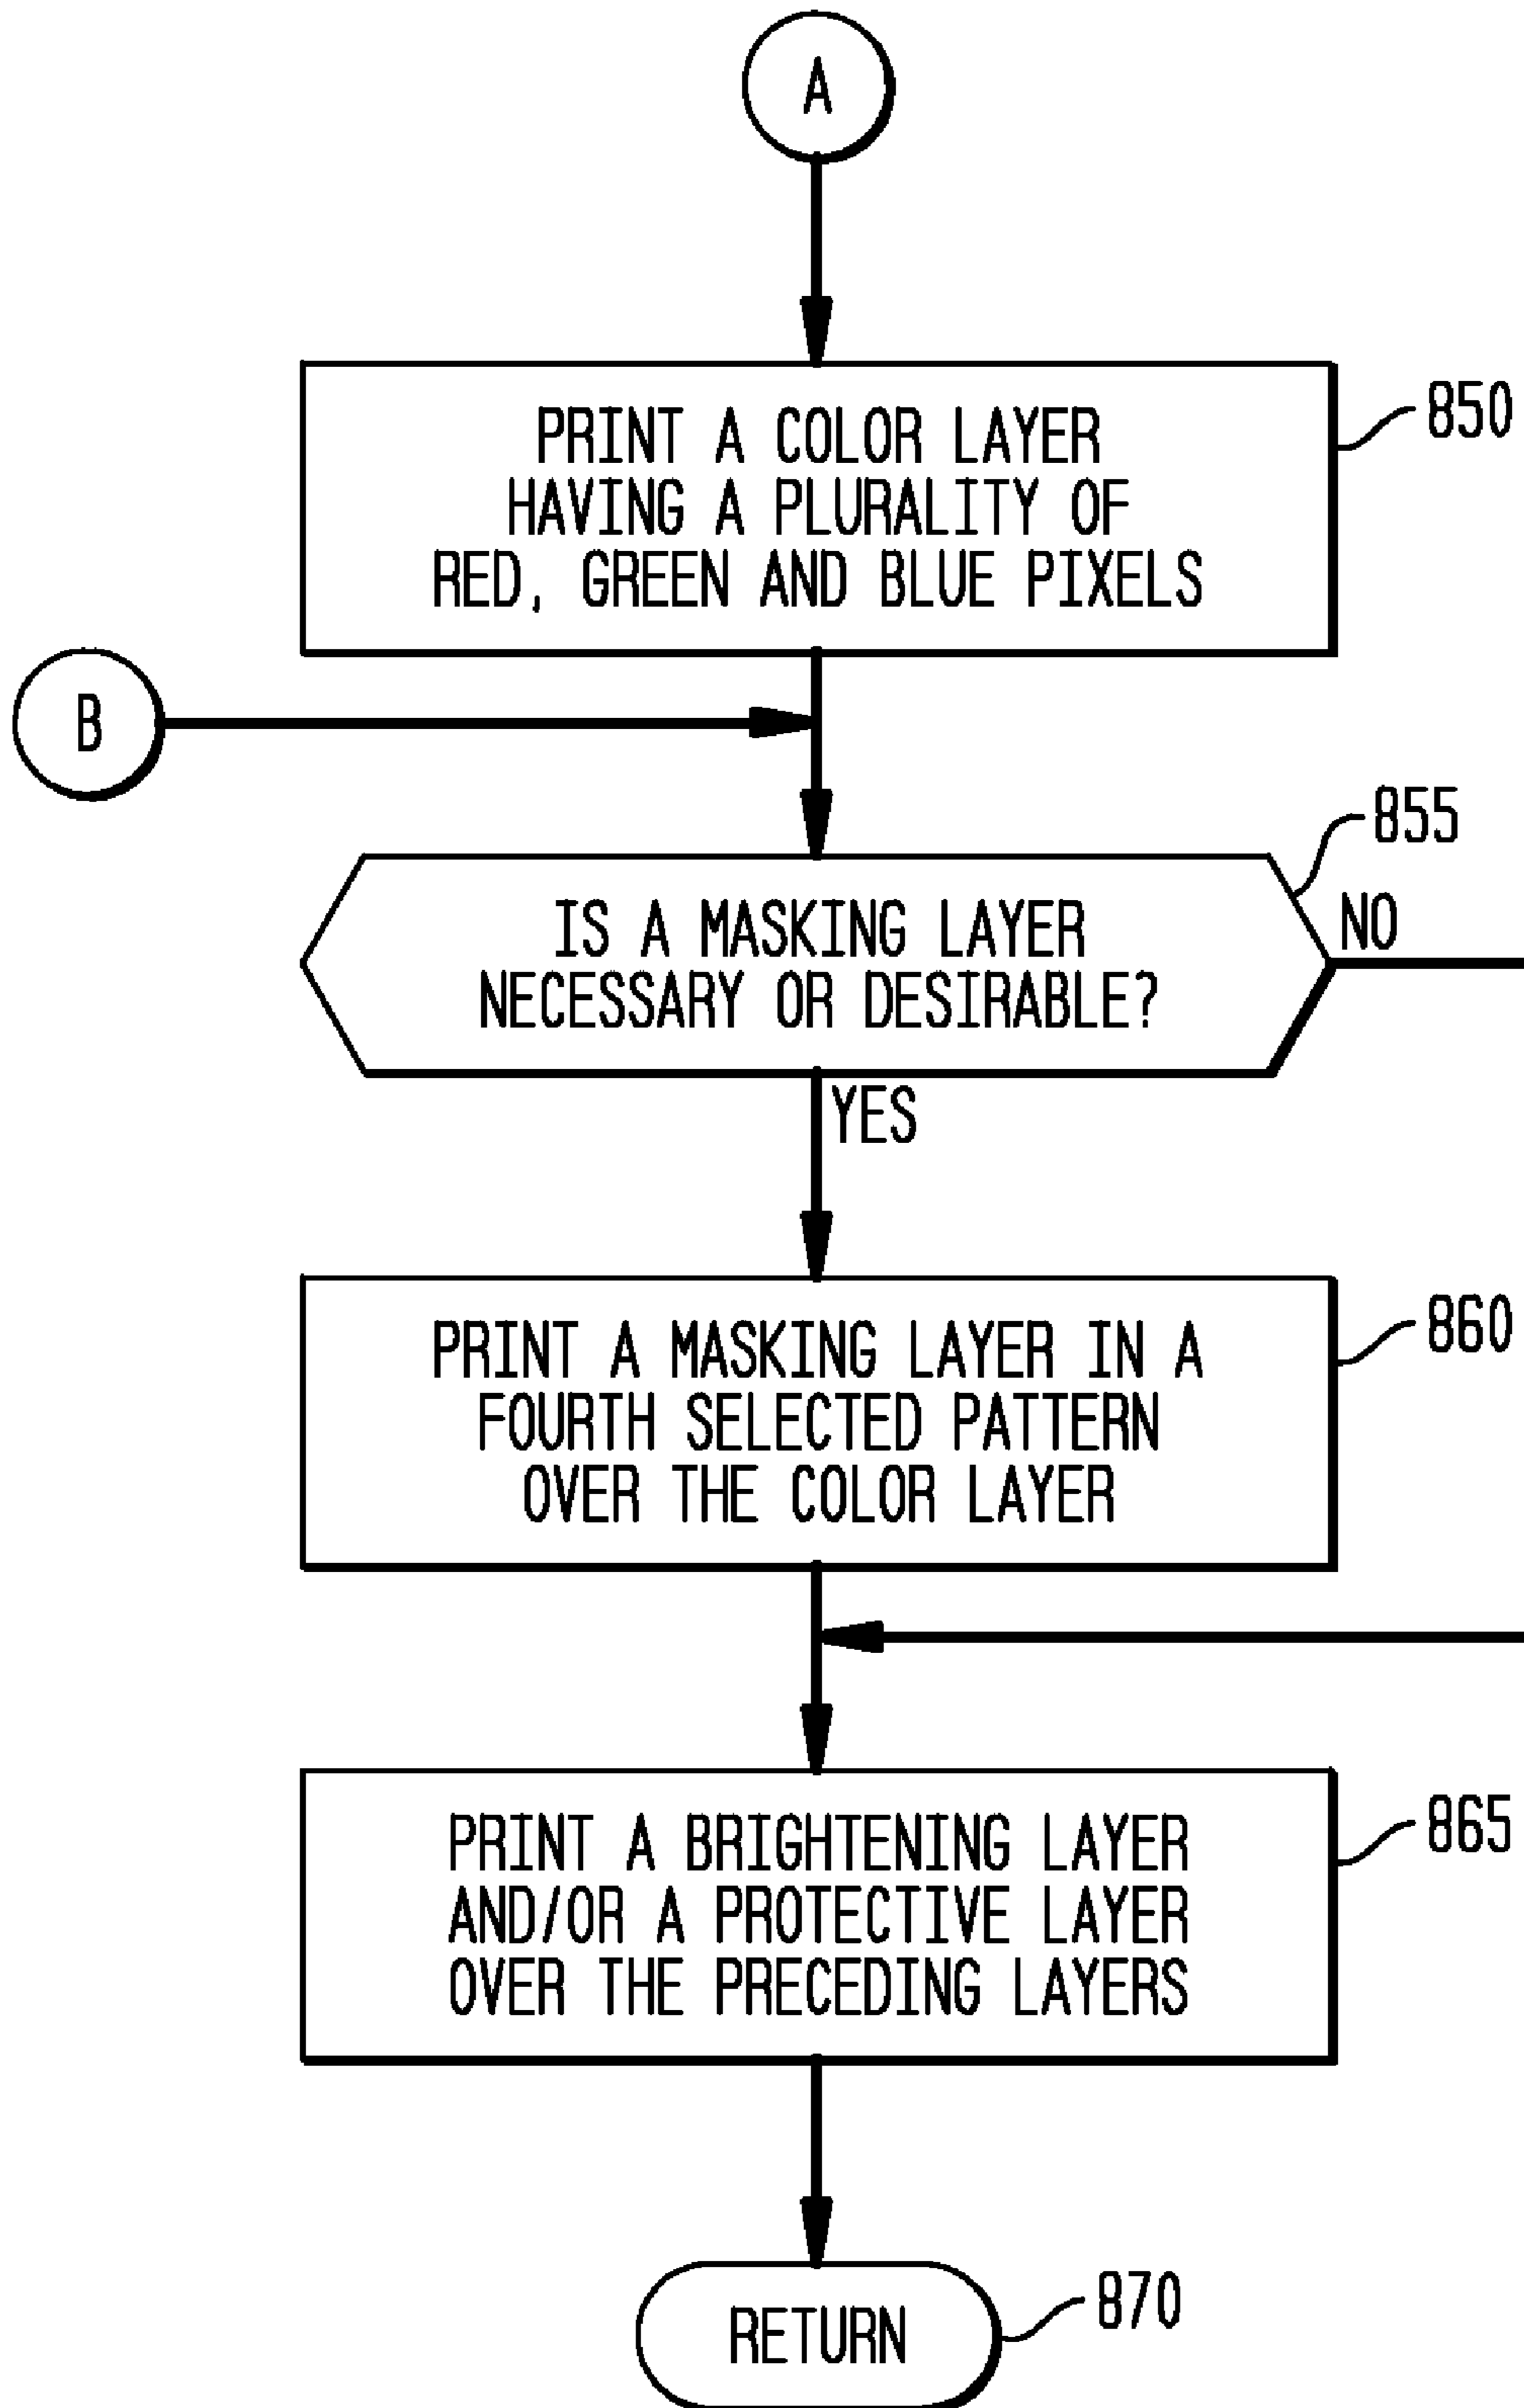 A
PRINT A COLOR LAYER
HAVING A PLURALITY OF
RED, GREEN AND BLUE PIXELS
850
B
855
IS A MASKING LAYER
NECESSARY OR DESIRABLE?
NO
YES
PRINT A MASKING LAYER IN A
FOURTH SELECTED PATTERN
OVER THE COLOR LAYER
860
PRINT A BRIGHTENING LAYER
AND/OR A PROTECTIVE LAYER
OVER THE PRECEDING LAYERS
865
RETURN
870